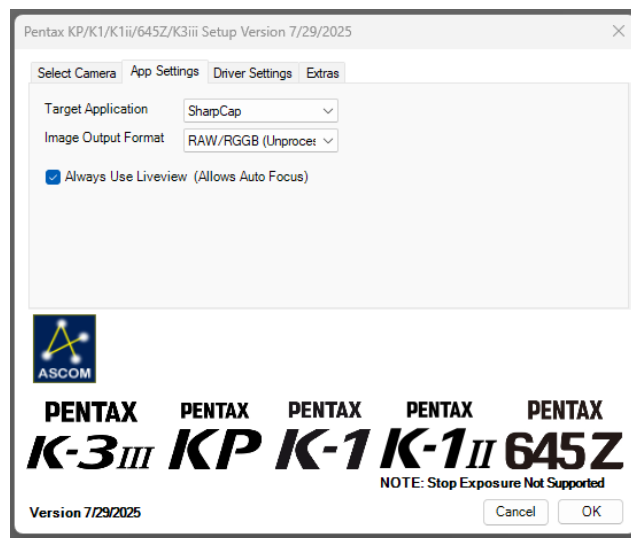 Pentax KP/K1/K1ii/645Z/K3iii Setup Version 7/29/2025
Select Camera App Settings Driver Settings Extras
Target Application SharpCap
Image Output Format RAW/RGGB (Unproces
Always Use Liveview (Allows Auto Focus)
ASCOM
PENTAX PENTAX PENTAX PENTAX PENTAX
K-3III KP K-1 K-1II 645Z
NOTE: Stop Exposure Not Supported
Version 7/29/2025 Cancel OK